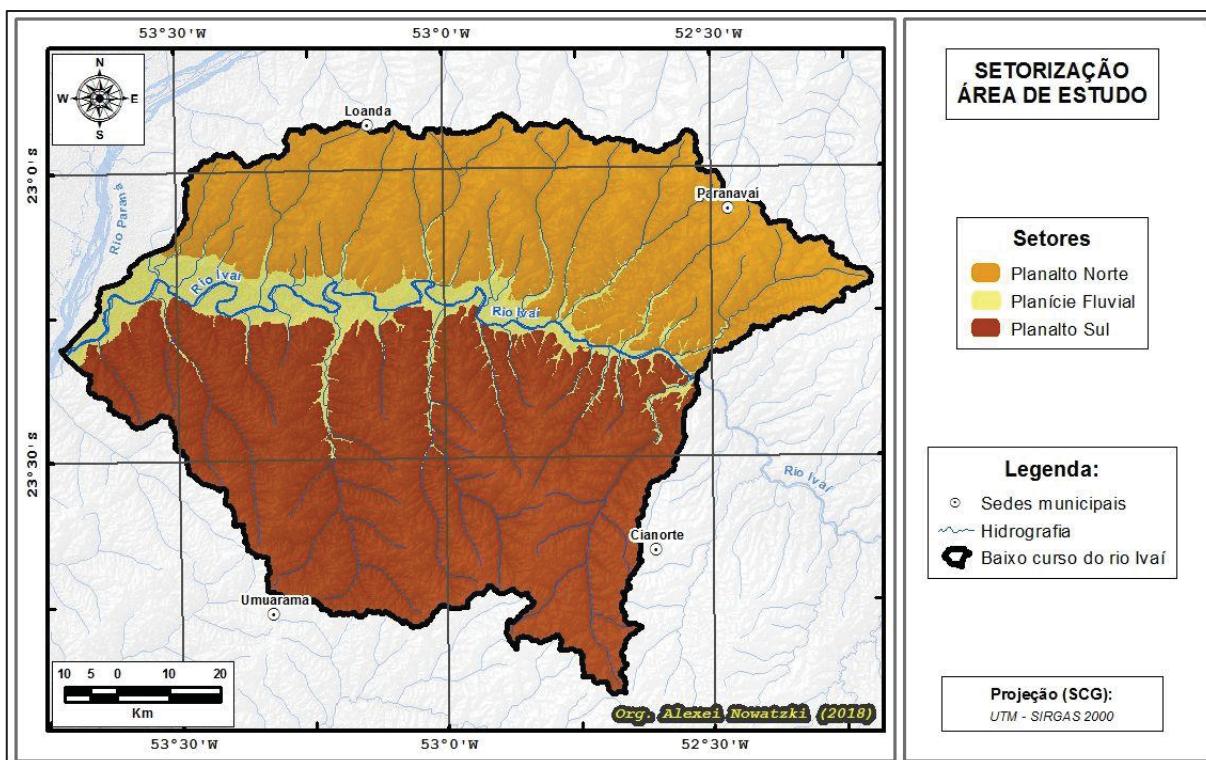 53°30'W
53°0'W
52°30'W
N
W
E
S
Loanda
23°0'S
Paranavaí
Rio Paraná
Rio Ivaí
Rio Ivaí
Rio Ivaí
23°30'S
Cianorte
Umuarama
10 5 0 10 20
Km
Org. Alexei Nowatzki (2018)
53°30'W
53°0'W
52°30'W
SETORIZAÇÃO
ÁREA DE ESTUDO
Setores
Planalto Norte
Planície Fluvial
Planalto Sul
Legenda:
Sedes municipais
Hidrografia
Baixo curso do rio Ivaí
Projeção (SCG):
UTM - SIRGAS 2000